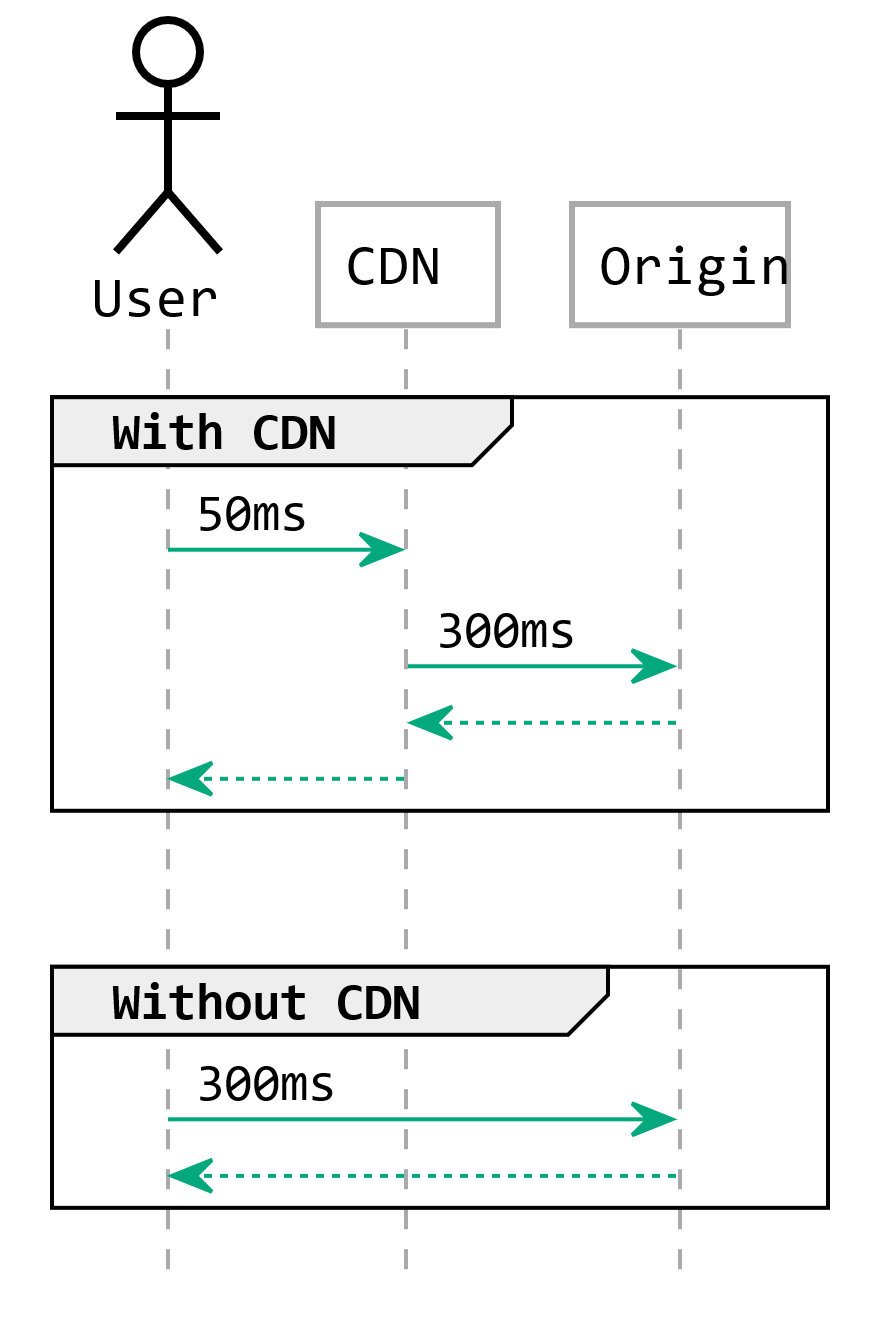 User
CDN
Origin
With CDN
50ms
300ms
Without CDN
300ms